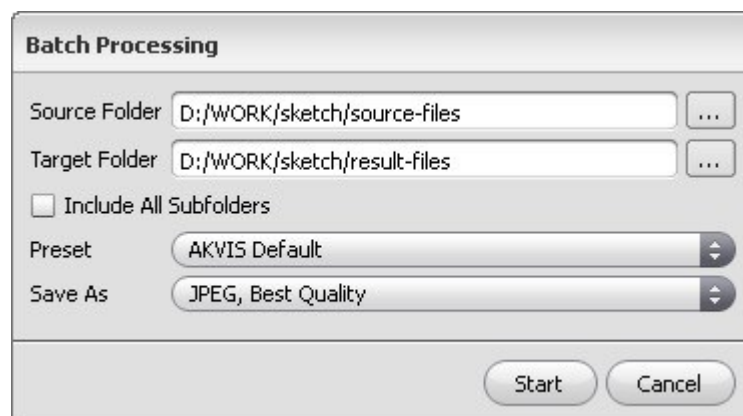 Batch Processing
Source Folder D:/WORK/sketch/source-files ...
Target Folder D:/WORK/sketch/result-files ...
Include All Subfolders
Preset AKVIS Default
Save As JPEG, Best Quality
Start Cancel